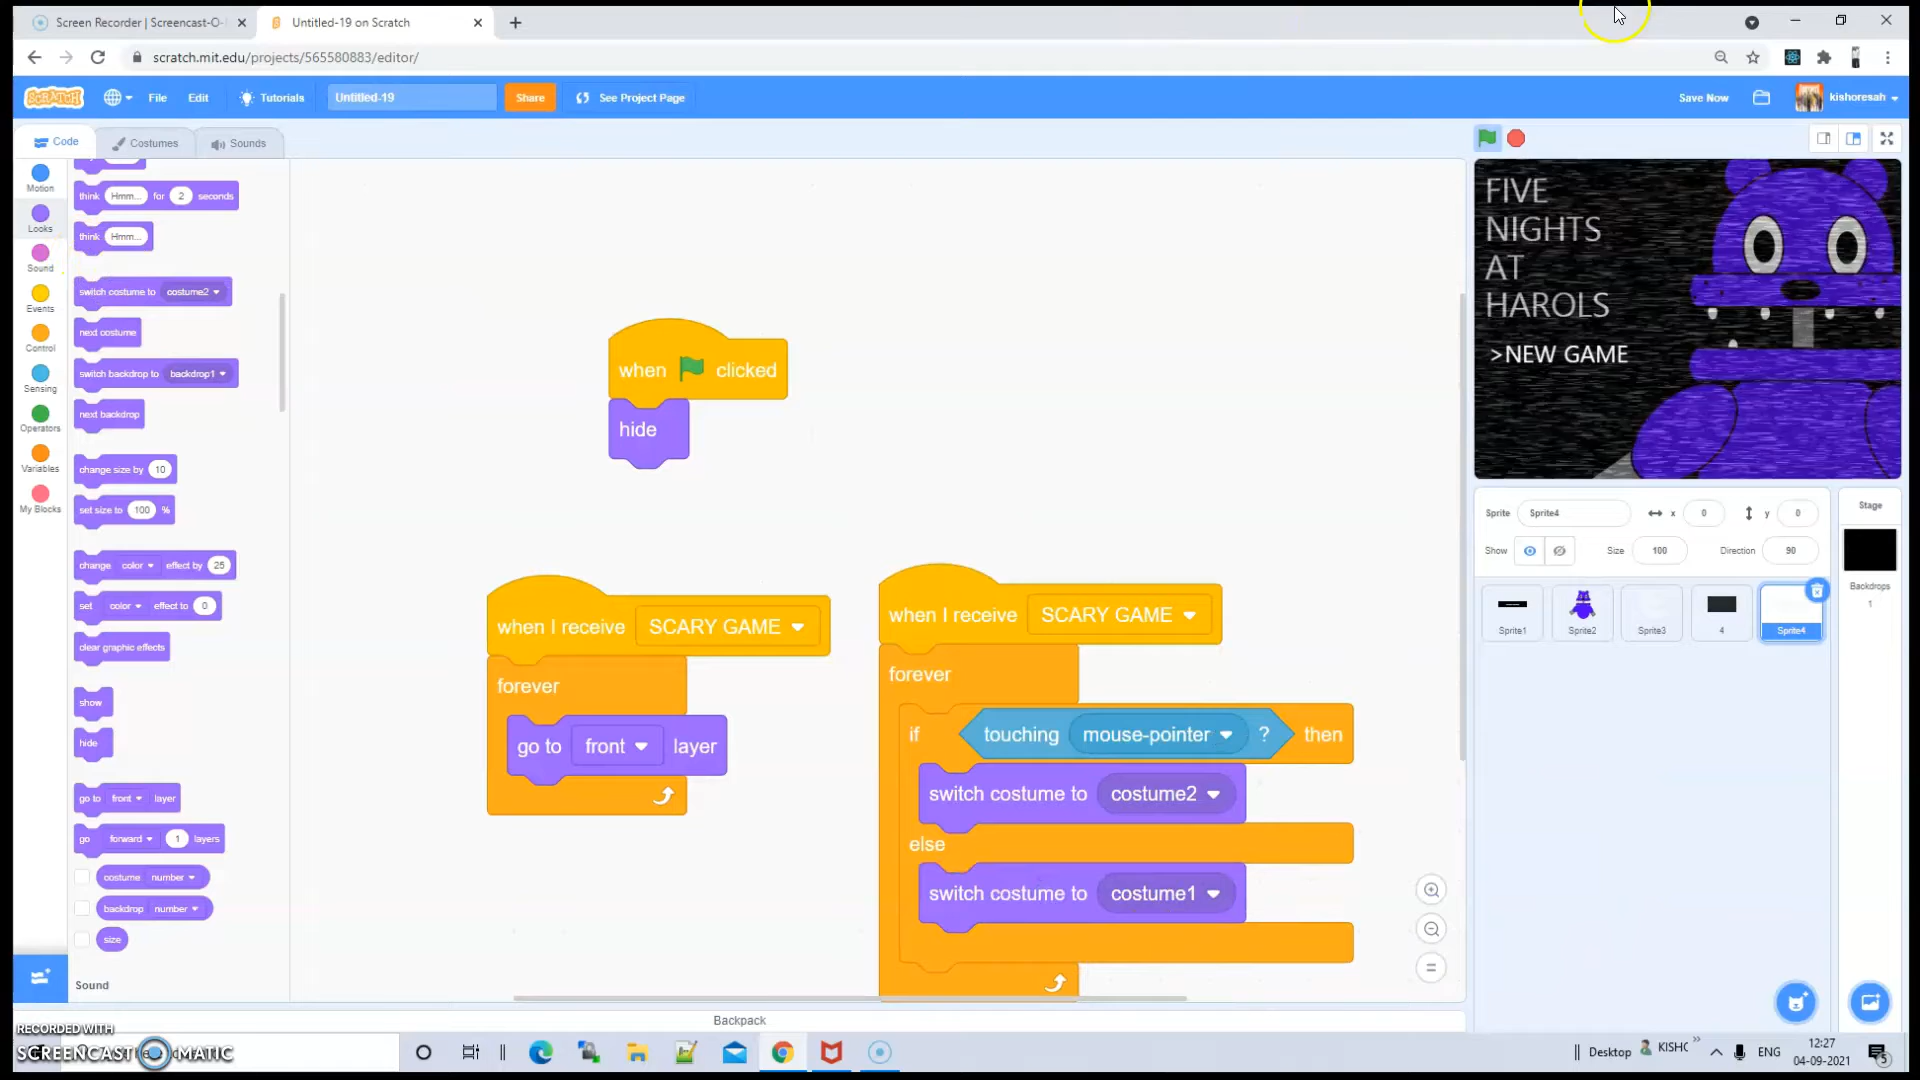 Screen Recorder | Screencast-O-
Untitled-19 on Scratch
scratch.mit.edu/projects/565580883/editor/
SCRATCH
File
Edit
Tutorials
Untitled-19
Share
See Project Page
Save Now
kishoresah
Code
Costumes
Sounds
Motion
Looks
Sound
Events
Control
Sensing
Operators
Variables
My Blocks
think Hmm... for 2 seconds
think Hmm...
switch costume to costume2
next costume
switch backdrop to backdrop1
next backdrop
change size by 10
set size to 100 %
change color effect by 25
set color effect to 0
clear graphic effects
show
hide
go to front layer
go forward 1 layers
costume number
backdrop number
size
Sound
when clicked
hide
when I receive SCARY GAME
forever
go to front layer
when I receive SCARY GAME
forever
if touching mouse-pointer ? then
switch costume to costume2
else
switch costume to costume1
FIVE
NIGHTS
AT
HAROLS
>NEW GAME
Sprite Sprite4 x 0 y 0
Show Size 100 Direction 90
Sprite1
Sprite2
Sprite3
4
Sprite4
Stage
Backdrops
1
Backpack
RECORDED WITH
SCREENCAST MATIC
Desktop
KISHC
ENG
12:27
04-09-2021
5